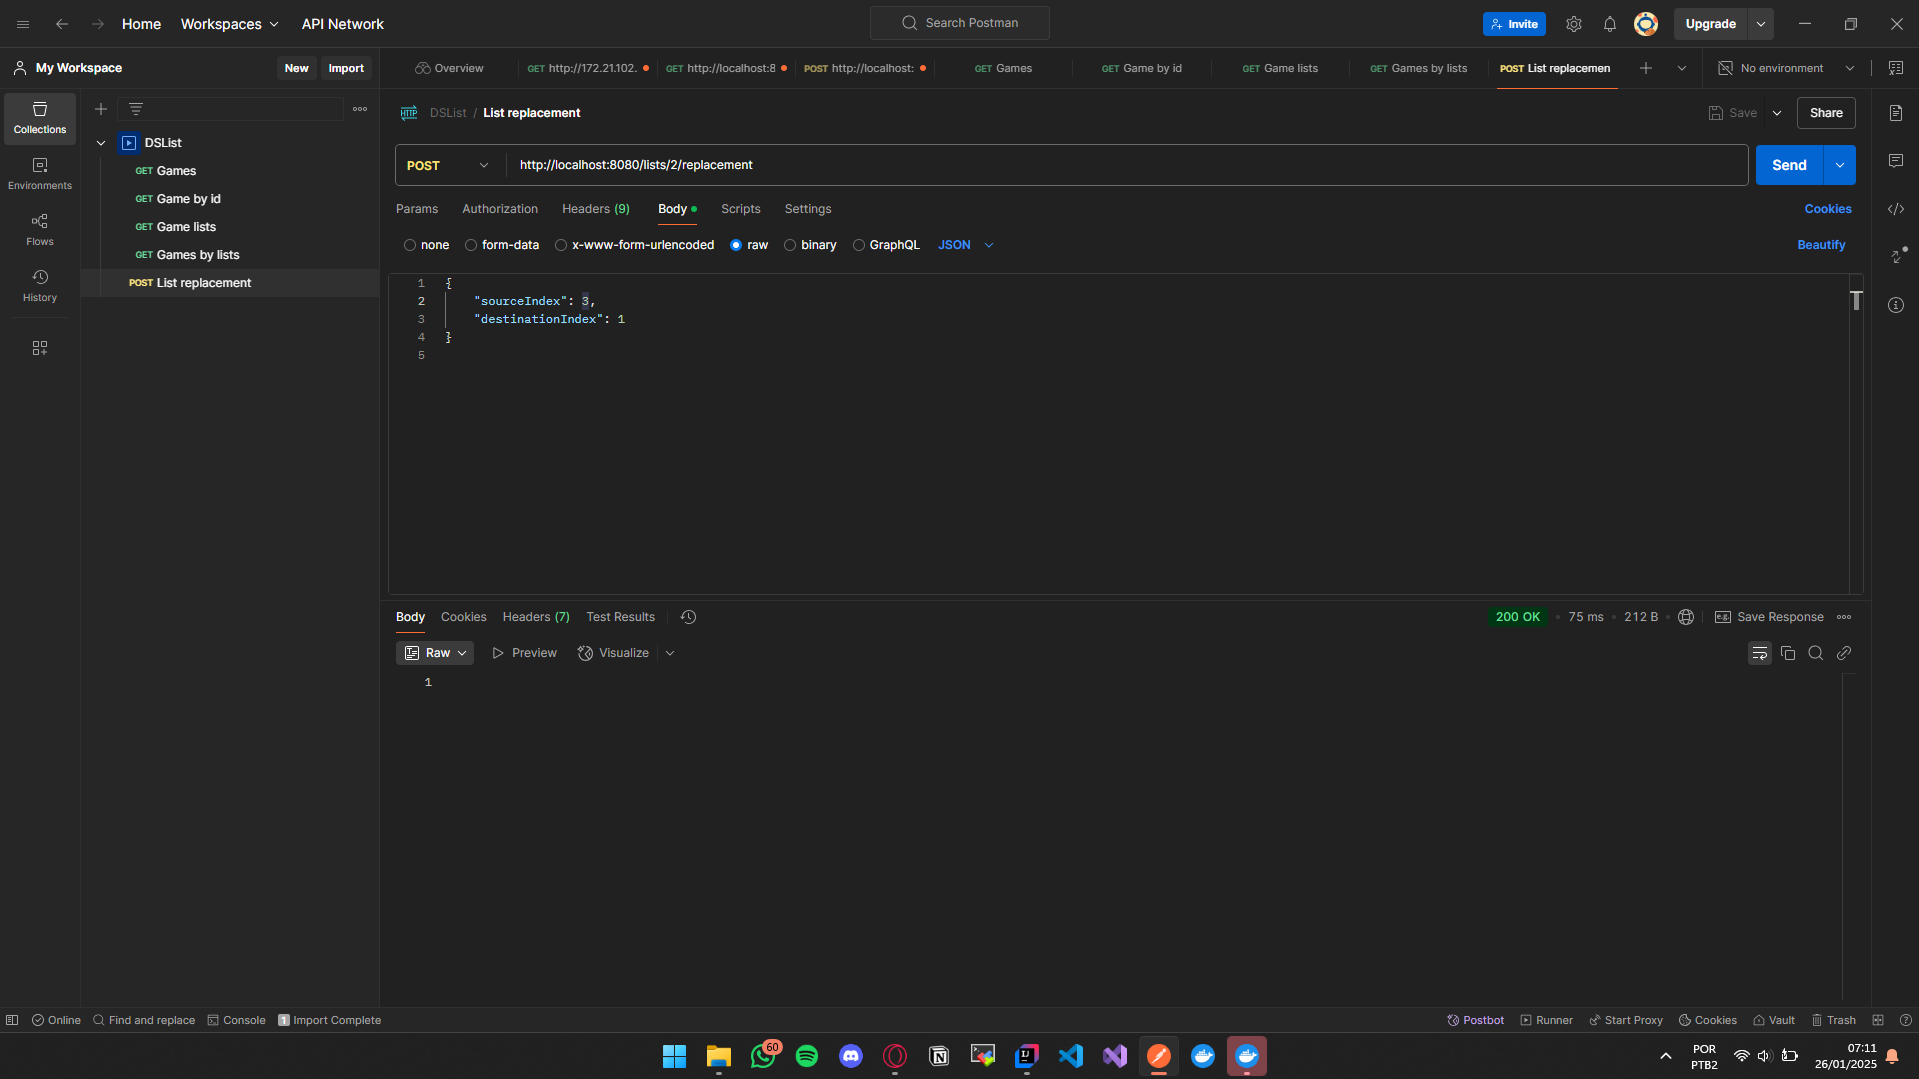 Home
Workspaces
API Network
Search Postman
Invite
Upgrade
My Workspace
New
Import
Overview
GET http://172.21.102.
GET http://localhost:8
POST http://localhost:
GET Games
GET Game by id
GET Game lists
GET Games by lists
POST List replacemen
No environment
Collections
Environments
Flows
History
DSList
GET Games
GET Game by id
GET Game lists
GET Games by lists
POST List replacement
HTTP DSList / List replacement
Save
Share
POST http://localhost:8080/lists/2/replacement
Send
Params
Authorization
Headers (9)
Body
Scripts
Settings
Cookies
none
form-data
x-www-form-urlencoded
raw
binary
GraphQL
JSON
Beautify
1 {
2 "sourceIndex": 3,
3 "destinationIndex": 1
4 }
5
Body
Cookies
Headers (7)
Test Results
200 OK
75 ms
212 B
e.g. Save Response
Raw
Preview
Visualize
1
Online
Find and replace
Console
1 Import Complete
Postbot
Runner
Start Proxy
Cookies
Vault
Trash
60
IJ
POR
PTB2
07:11
26/01/2025